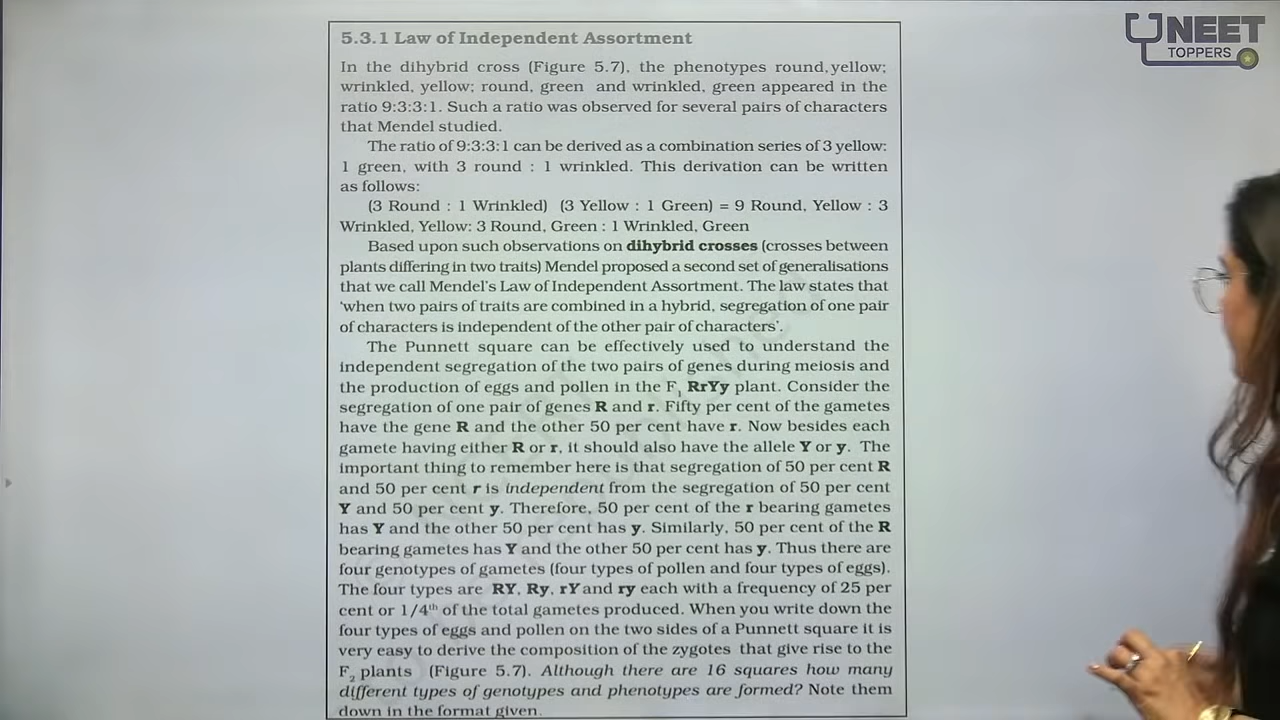 NEET
TOPPERS
5.3.1 Law of Independent Assortment
In the dihybrid cross (Figure 5.7), the phenotypes round, yellow;
wrinkled, yellow; round, green and wrinkled, green appeared in the
ratio 9:3:3:1. Such a ratio was observed for several pairs of characters
that Mendel studied.
The ratio of 9:3:3:1 can be derived as a combination series of 3 yellow:
1 green, with 3 round : 1 wrinkled. This derivation can be written
as follows:
(3 Round : 1 Wrinkled) (3 Yellow : 1 Green) = 9 Round, Yellow : 3
Wrinkled, Yellow: 3 Round, Green : 1 Wrinkled, Green
Based upon such observations on dihybrid crosses (crosses between
plants differing in two traits) Mendel proposed a second set of generalisations
that we call Mendel's Law of Independent Assortment. The law states that
'when two pairs of traits are combined in a hybrid, segregation of one pair
of characters is independent of the other pair of characters'.
The Punnett square can be effectively used to understand the
independent segregation of the two pairs of genes during meiosis and
the production of eggs and pollen in the F₁ RrYy plant. Consider the
segregation of one pair of genes R and r. Fifty per cent of the gametes
have the gene R and the other 50 per cent have r. Now besides each
gamete having either R or r, it should also have the allele Y or y. The
important thing to remember here is that segregation of 50 per cent R
and 50 per cent r is independent from the segregation of 50 per cent
Y and 50 per cent y. Therefore, 50 per cent of the r bearing gametes
has Y and the other 50 per cent has y. Similarly, 50 per cent of the R
bearing gametes has Y and the other 50 per cent has y. Thus there are
four genotypes of gametes (four types of pollen and four types of eggs).
The four types are RY, Ry, rY and ry each with a frequency of 25 per
cent or 1/4th of the total gametes produced. When you write down the
four types of eggs and pollen on the two sides of a Punnett square it is
very easy to derive the composition of the zygotes that give rise to the
F₂ plants (Figure 5.7). Although there are 16 squares how many
different types of genotypes and phenotypes are formed? Note them
down in the format given.